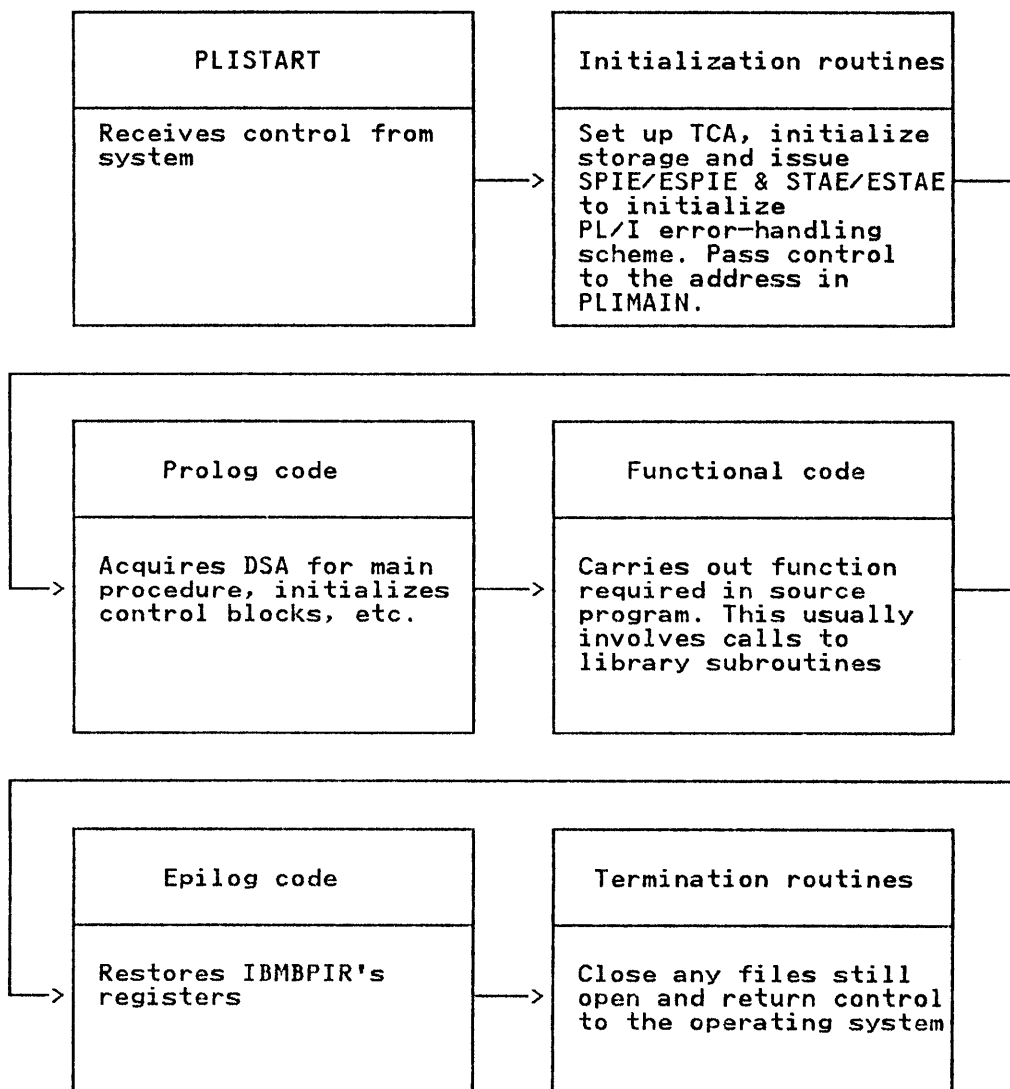 PLISTART
Receives control from
system
Initialization routines
Set up TCA, initialize
storage and issue
SPIE/ESPIE & STAE/ESTAE
to initialize
PL/I error-handling
scheme. Pass control
to the address in
PLIMAIN.
Prolog code
Acquires DSA for main
procedure, initializes
control blocks, etc.
Functional code
Carries out function
required in source
program. This usually
involves calls to
library subroutines
Epilog code
Restores IBMBPIR's
registers
Termination routines
Close any files still
open and return control
to the operating system